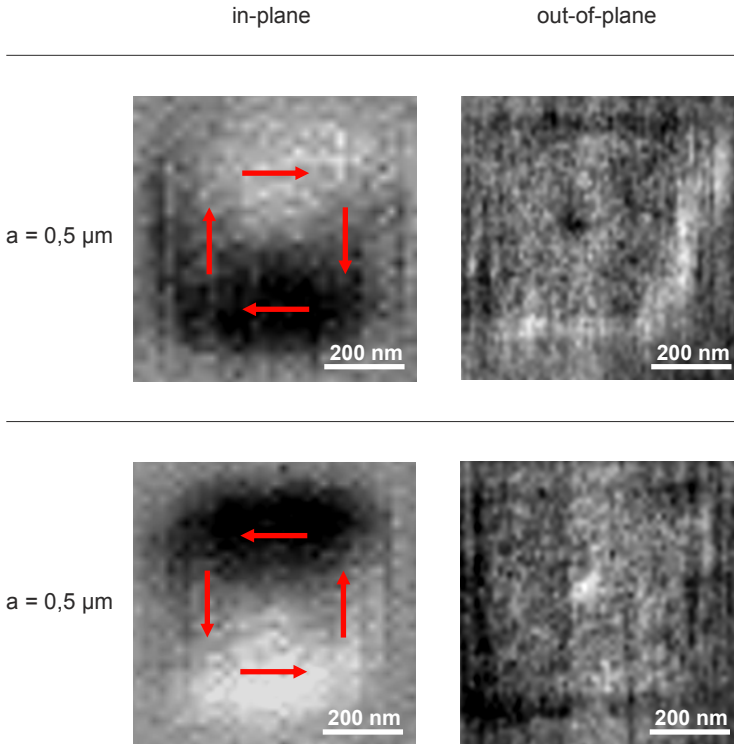 in-plane out-of-plane
a = 0,5 µm
200 nm 200 nm
a = 0,5 µm
200 nm 200 nm